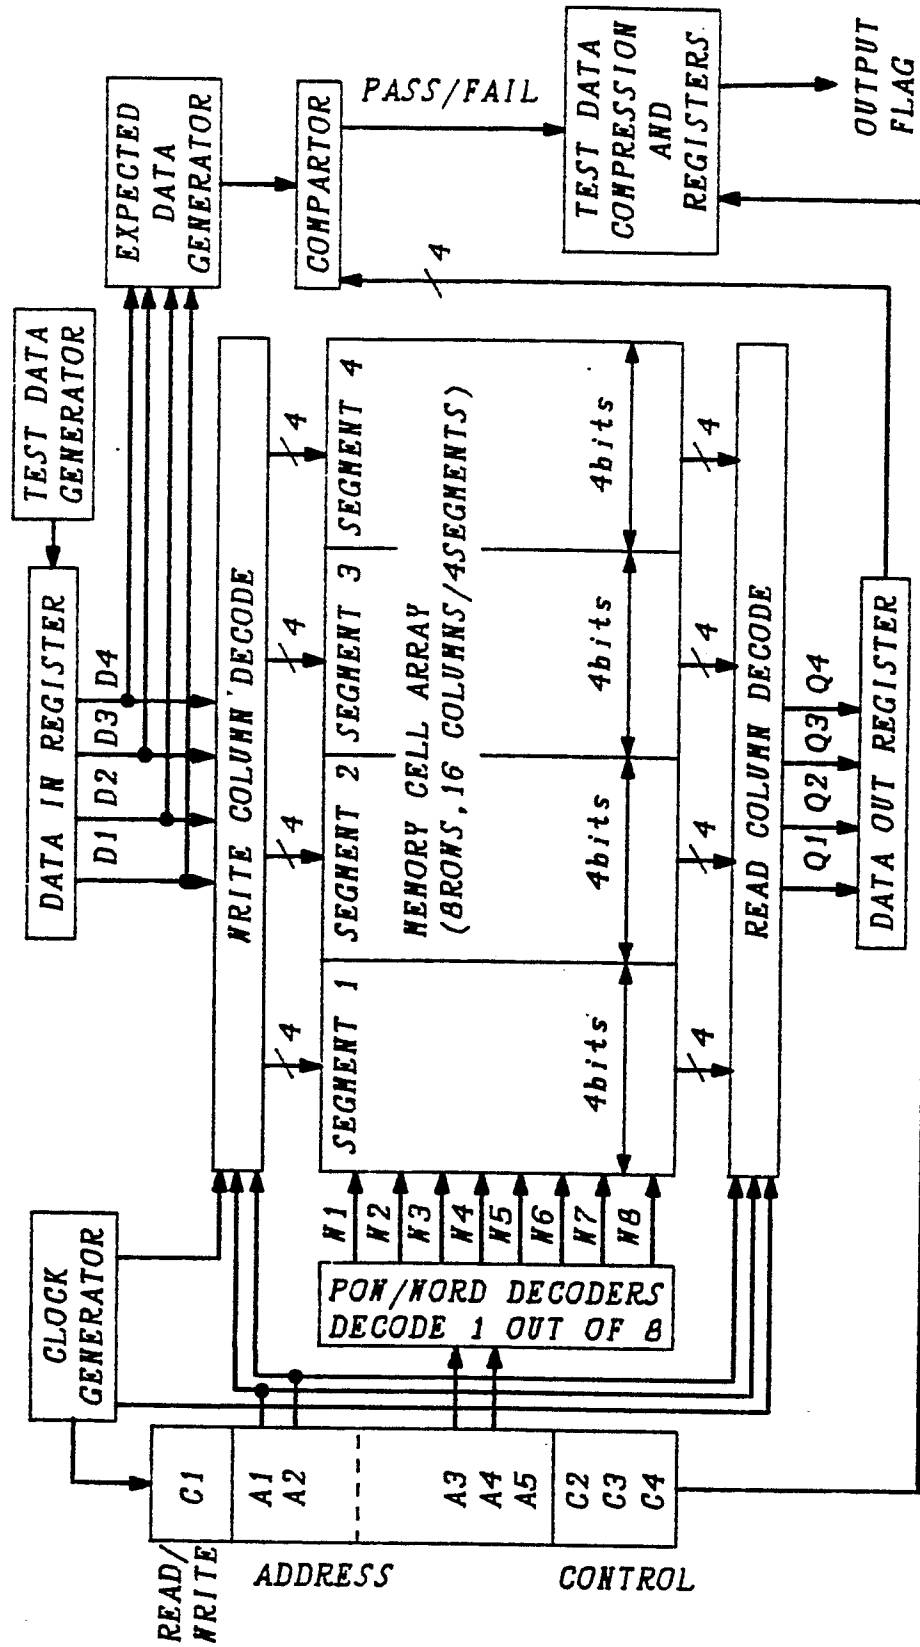 READ/
WRITE
C1
A1
A2
A3
A4
A5
C2
C3
C4
ADDRESS
CONTROL
CLOCK
GENERATOR
POW/WORD DECODERS
DECODE 1 OUT OF 8
W1
W2
W3
W4
W5
W6
W7
W8
DATA IN REGISTER
TEST DATA
GENERATOR
D1
D2
D3
D4
WRITE COLUMN DECODE
4
4
4
4
SEGMENT 1
SEGMENT 2
SEGMENT 3
SEGMENT 4
MEMORY CELL ARRAY
(8ROWS, 16 COLUMNS/4SEGMENTS)
4bits
4bits
4bits
4bits
4
4
4
4
READ COLUMN DECODE
Q1
Q2
Q3
Q4
DATA OUT REGISTER
EXPECTED
DATA
GENERATOR
COMPARTOR
4
PASS/FAIL
TEST DATA
COMPRESSION
AND
REGISTERS
OUTPUT
FLAG